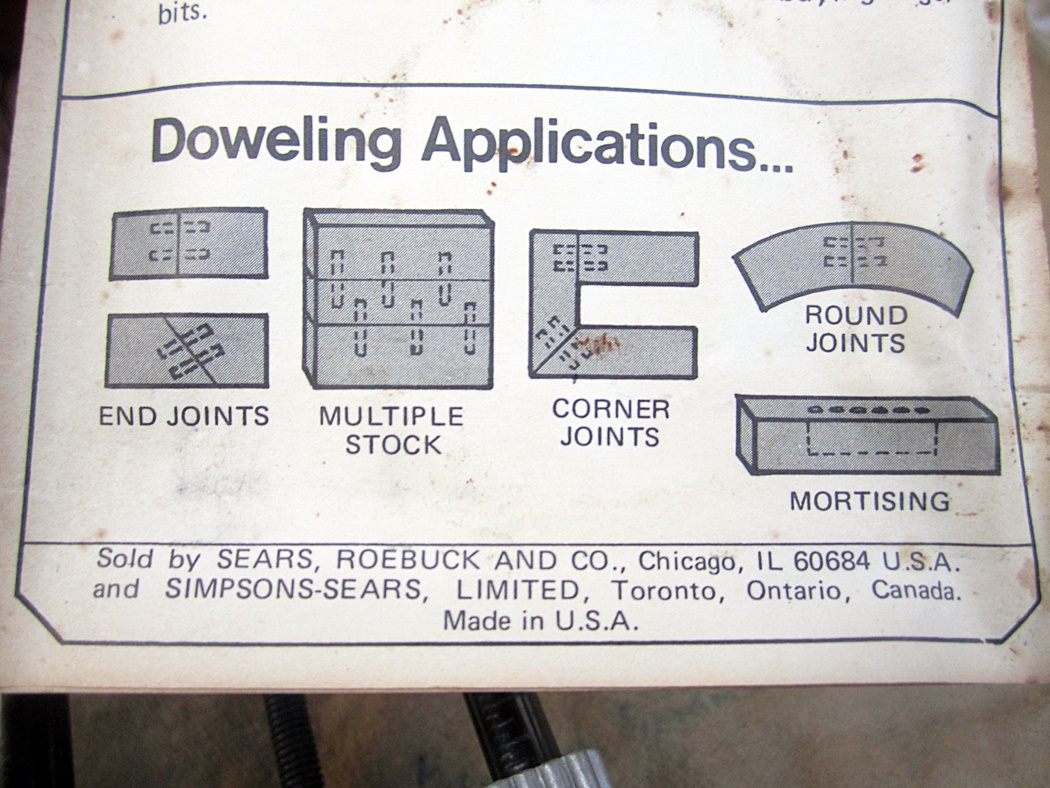 bits.
Doweling Applications...
END JOINTS
MULTIPLE
STOCK
CORNER
JOINTS
ROUND
JOINTS
MORTISING
Sold by SEARS, ROEBUCK AND CO., Chicago, IL 60684 U.S.A.
and SIMPSONS-SEARS, LIMITED, Toronto, Ontario, Canada.
Made in U.S.A.